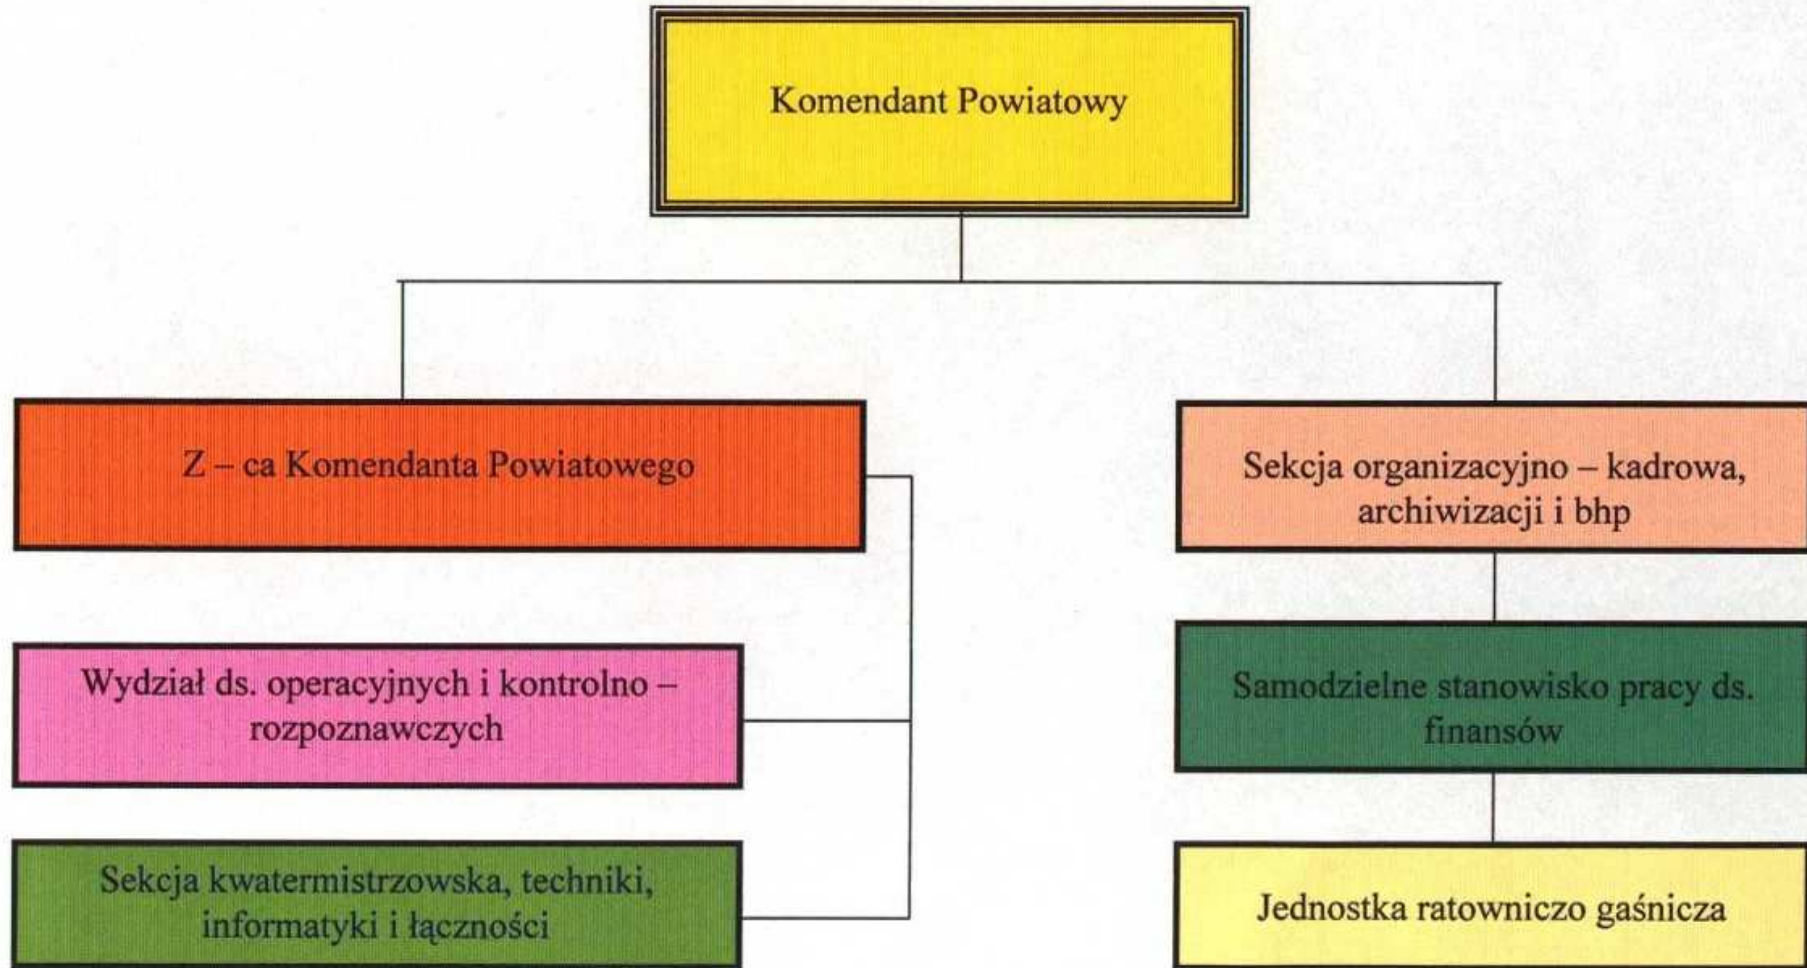 Komendant Powiatowy
Z – ca Komendanta Powiatowego
Sekcja organizacyjno – kadrowa,
archiwizacji i bhp
Wydział ds. operacyjnych i kontrolno –
rozpoznawczych
Samodzielne stanowisko pracy ds.
finansów
Sekcja kwatermistrzowska, techniki,
informatyki i łączności
Jednostka ratowniczo gaśnicza